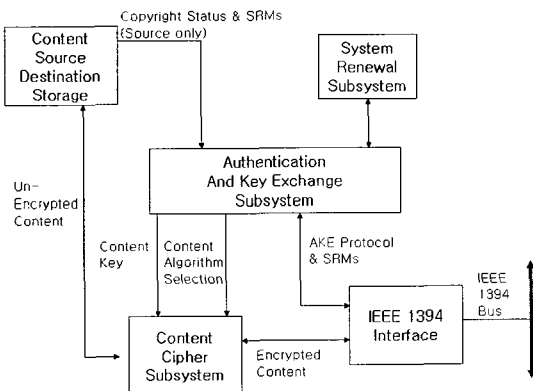 Copyright Status & SRMs
(Source only)
Content
Source
Destination
Storage
System
Renewal
Subsystem
Authentication
And Key Exchange
Subsystem
Un-
Encrypted
Content
Content
Key
Content
Algorithm
Selection
AKE Protocol
& SRMs
IEEE
1394
Bus
IEEE 1394
Interface
Content
Cipher
Subsystem
Encrypted
Content